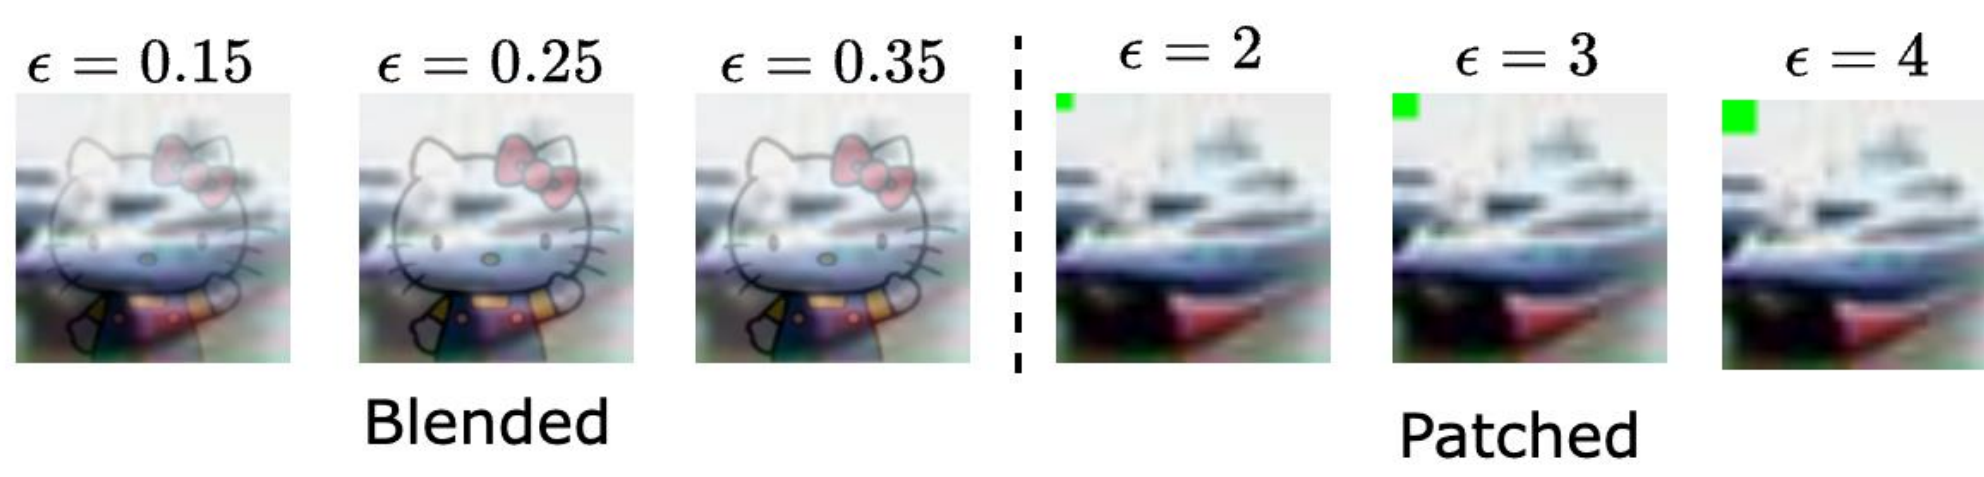 ϵ = 0.15
ϵ = 0.25
ϵ = 0.35
ϵ = 2
ϵ = 3
ϵ = 4
Blended
Patched